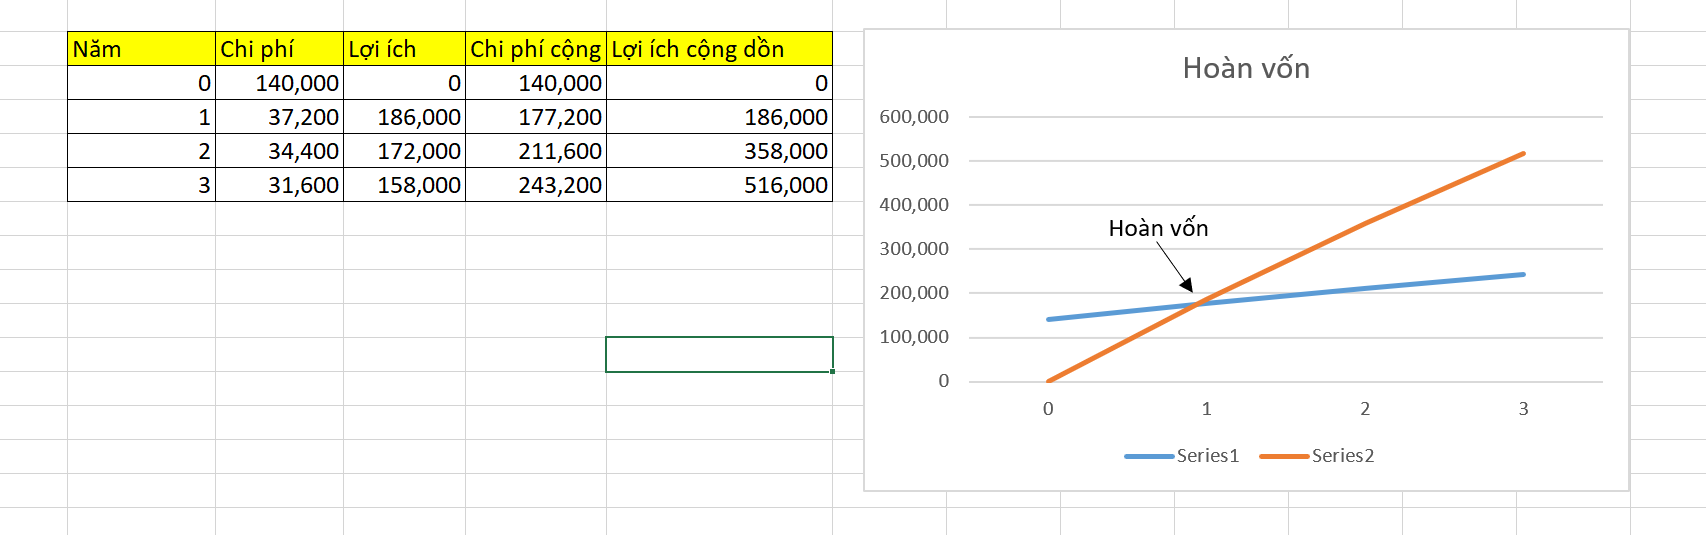 Năm Chi phí Lợi ích Chi phí cộng Lợi ích cộng dồn
0 140,000 0 140,000 0
1 37,200 186,000 177,200 186,000
2 34,400 172,000 211,600 358,000
3 31,600 158,000 243,200 516,000
Hoàn vốn
600,000
500,000
400,000
300,000
200,000
100,000
0
Hoàn vốn
0 1 2 3
Series1 Series2